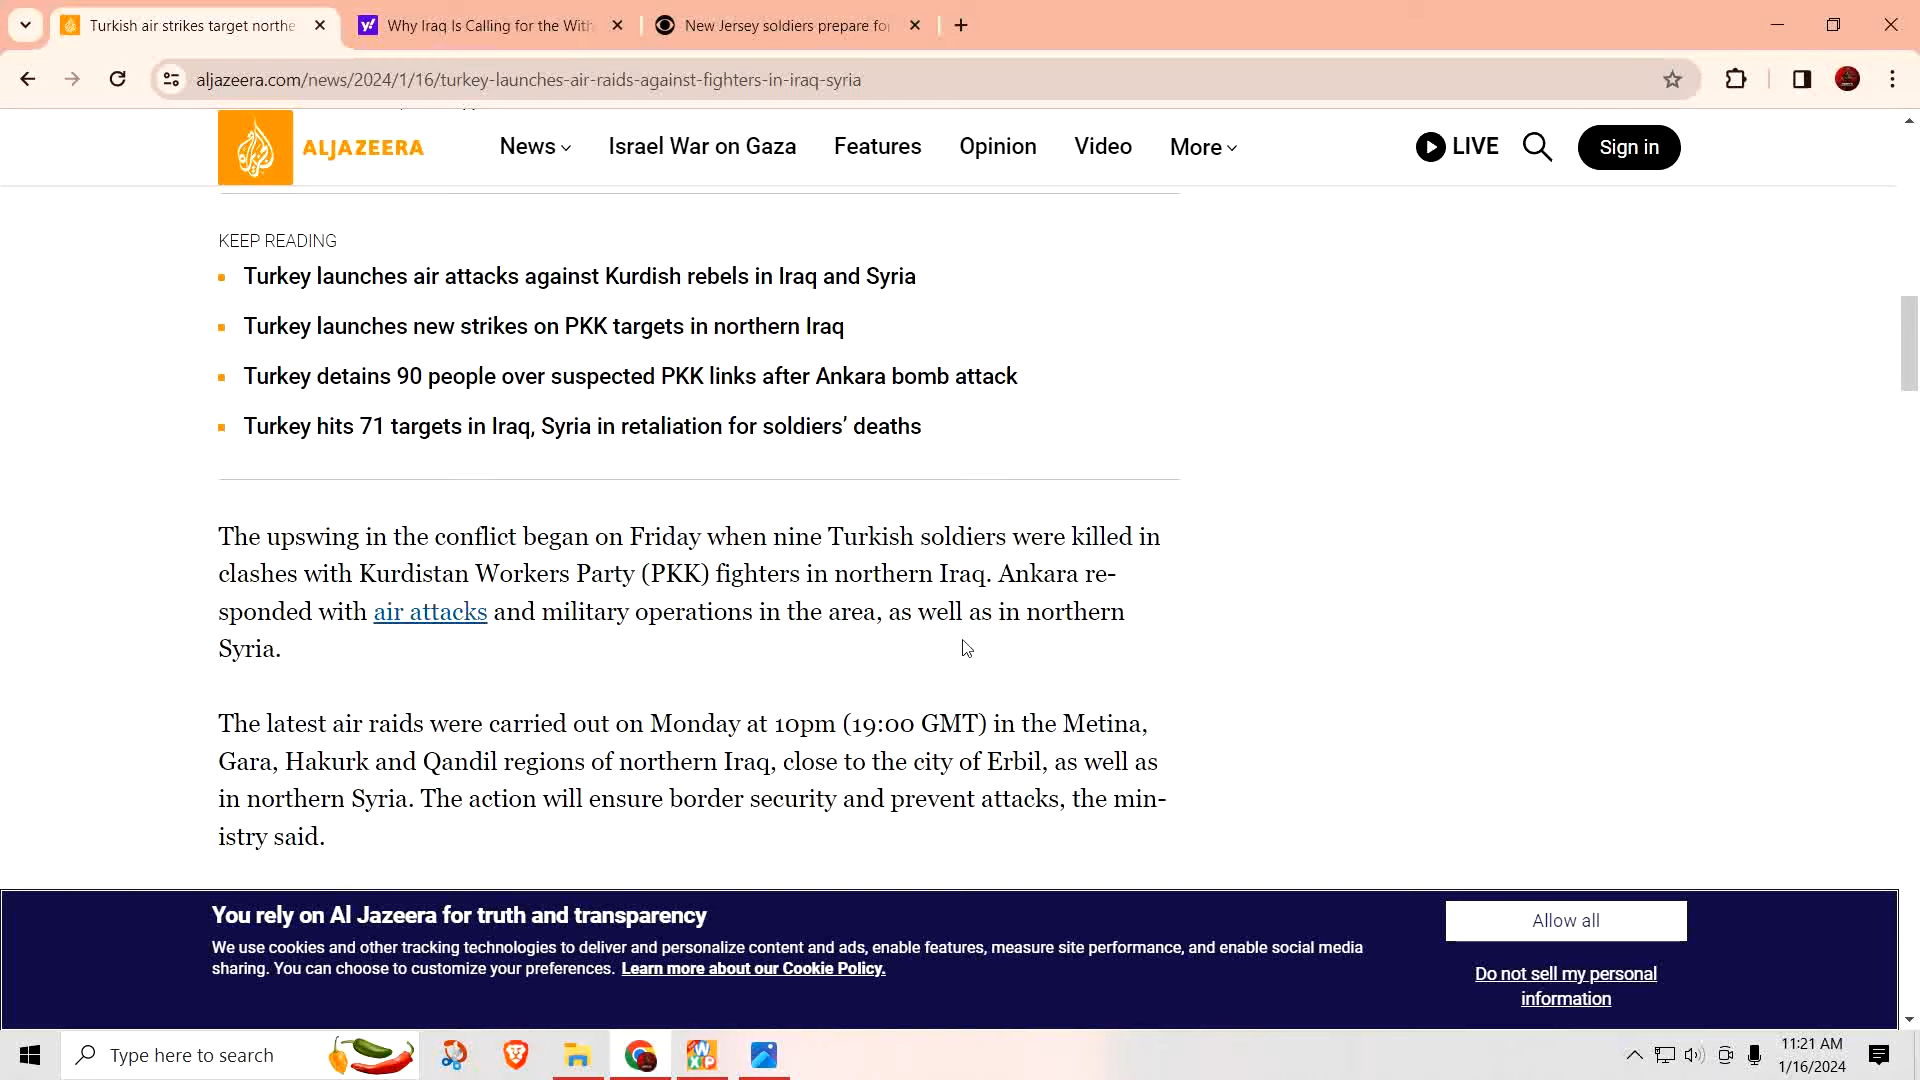 Turkish air strikes target northe
Why Iraq Is Calling for the With
New Jersey soldiers prepare fo
aljazeera.com/news/2024/1/16/turkey-launches-air-raids-against-fighters-in-iraq-syria
ALJAZEERA
News
Israel War on Gaza
Features
Opinion
Video
More
LIVE
Sign in
KEEP READING
Turkey launches air attacks against Kurdish rebels in Iraq and Syria
Turkey launches new strikes on PKK targets in northern Iraq
Turkey detains 90 people over suspected PKK links after Ankara bomb attack
Turkey hits 71 targets in Iraq, Syria in retaliation for soldiers’ deaths
The upswing in the conflict began on Friday when nine Turkish soldiers were killed in
clashes with Kurdistan Workers Party (PKK) fighters in northern Iraq. Ankara re-
sponded with air attacks and military operations in the area, as well as in northern
Syria.
The latest air raids were carried out on Monday at 10pm (19:00 GMT) in the Metina,
Gara, Hakurk and Qandil regions of northern Iraq, close to the city of Erbil, as well as
in northern Syria. The action will ensure border security and prevent attacks, the min-
istry said.
You rely on Al Jazeera for truth and transparency
We use cookies and other tracking technologies to deliver and personalize content and ads, enable features, measure site performance, and enable social media
sharing. You can choose to customize your preferences. Learn more about our Cookie Policy.
Allow all
Do not sell my personal
information
Type here to search
11:21 AM
1/16/2024